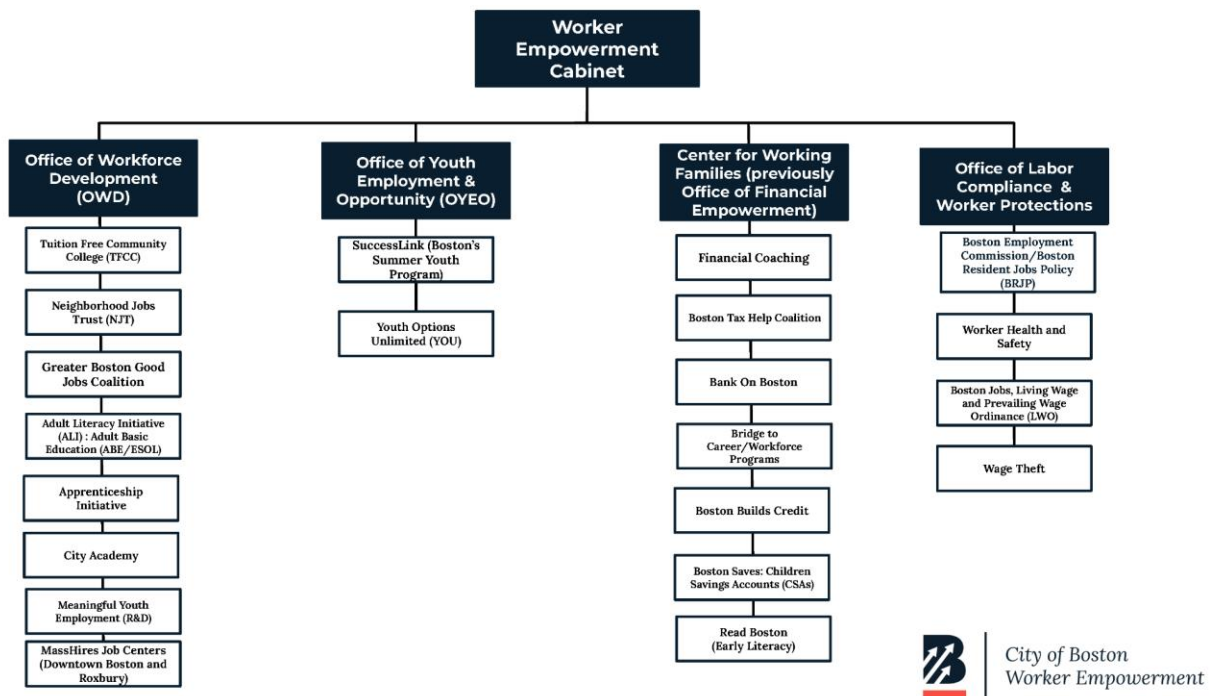 Worker
Empowerment
Cabinet
Office of Workforce
Development
(OWD)
Tuition Free Community
College (TFCC)
Neighborhood Jobs
Trust (NJT)
Greater Boston Good
Jobs Coalition
Adult Literacy Initiative
(ALI) : Adult Basic
Education (ABE/ESOL)
Apprenticeship
Initiative
City Academy
Meaningful Youth
Employment (R&D)
MassHires Job Centers
(Downtown Boston and
Roxbury)
Office of Youth
Employment &
Opportunity (OYEO)
SuccessLink (Boston's
Summer Youth
Program)
Youth Options
Unlimited (YOU)
Center for Working
Families (previously
Office of Financial
Empowerment)
Financial Coaching
Boston Tax Help Coalition
Bank On Boston
Bridge to
Career/Workforce
Programs
Boston Builds Credit
Boston Saves: Children
Savings Accounts (CSAs)
Read Boston
(Early Literacy)
Office of Labor
Compliance &
Worker Protections
Boston Employment
Commission/Boston
Resident Jobs Policy
(BRJP)
Worker Health and
Safety
Boston Jobs, Living Wage
and Prevailing Wage
Ordinance (LWO)
Wage Theft
B
City of Boston
Worker Empowerment